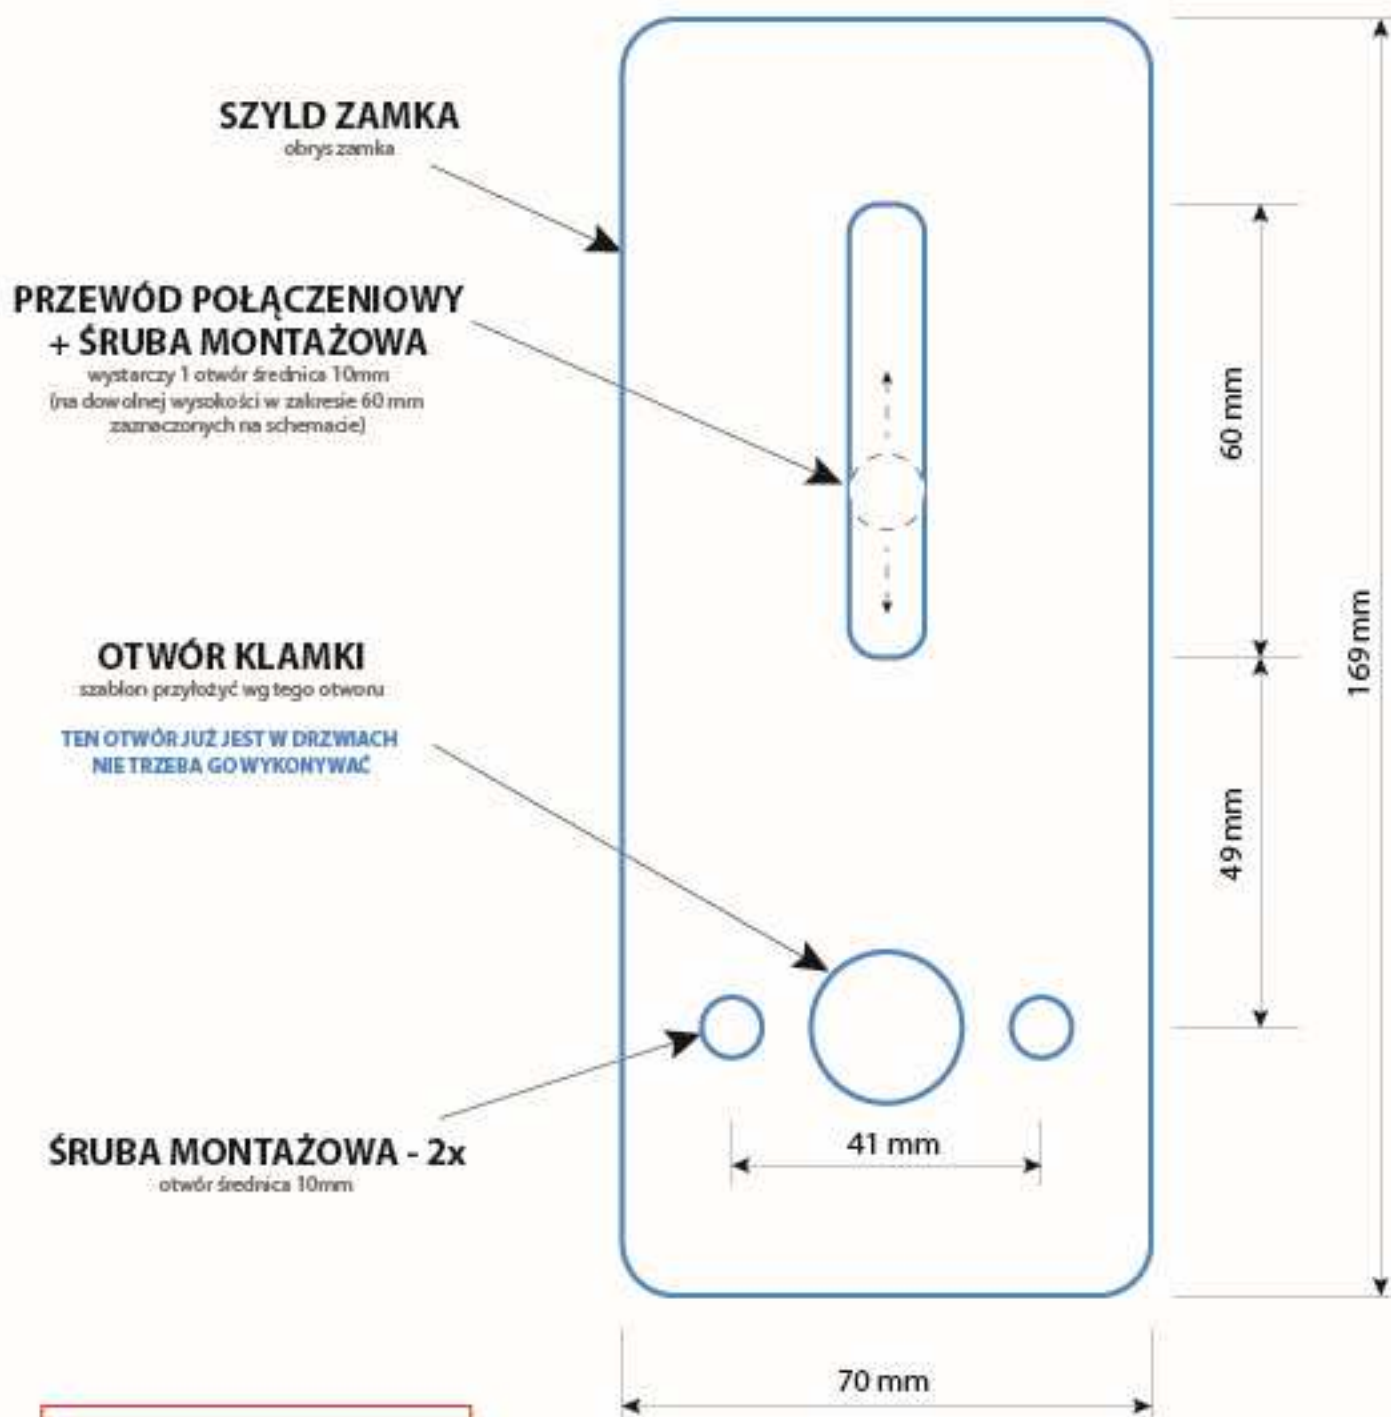 SZYLD ZAMKA
obrys zamka
PRZEWÓD POŁĄCZENIOWY
+ ŚRUBA MONTAŻOWA
wystarczy 1 otwór średnica 10mm
(na dowolnej wysokości w zakresie 60 mm
zaznaczonych na schemacie)
60 mm
169 mm
OTWÓR KLAMKI
szablon przyłożyć wg tego otworu
TEN OTWÓR JUŻ JEST W DRZWIACH
NIE TRZEBA GO WYKONYWAĆ
49 mm
41 mm
ŚRUBA MONTAŻOWA - 2x
otwór średnica 10mm
70 mm